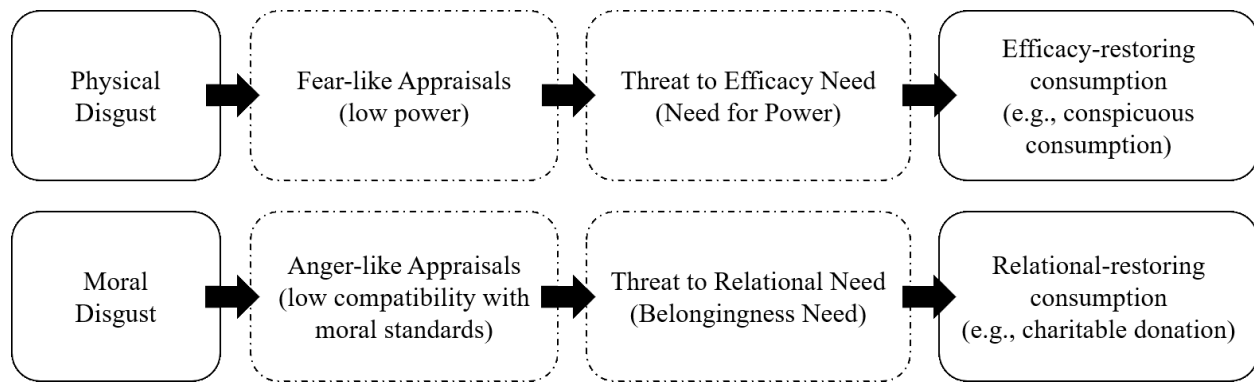 Physical
Disgust
Fear-like Appraisals
(low power)
Threat to Efficacy Need
(Need for Power)
Efficacy-restoring
consumption
(e.g., conspicuous
consumption)
Moral
Disgust
Anger-like Appraisals
(low compatibility with
moral standards)
Threat to Relational Need
(Belongingness Need)
Relational-restoring
consumption
(e.g., charitable donation)